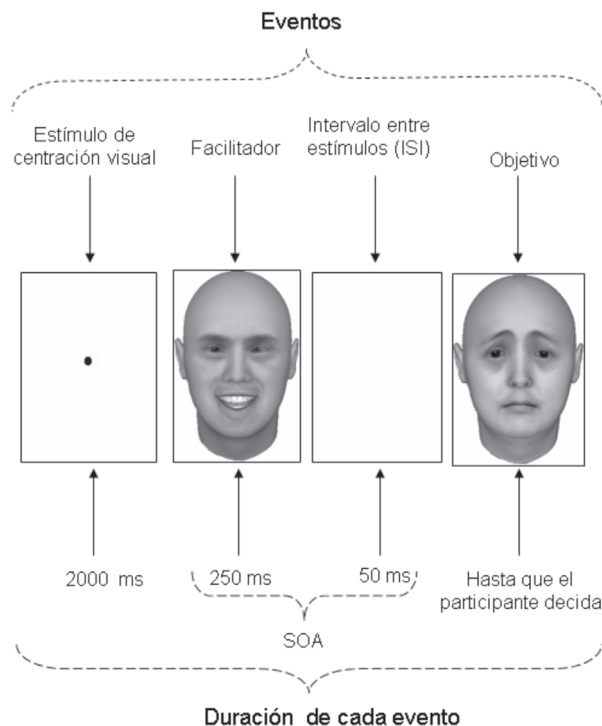 Eventos
Estímulo de
centración visual
Facilitador
Intervalo entre
estímulos (ISI)
Objetivo
2000 ms
250 ms
50 ms
Hasta que el
participante decida
SOA
Duración de cada evento